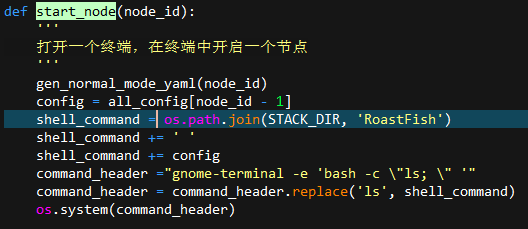 def start_node(node_id):
'''
打开一个终端，在终端中开启一个节点
'''
gen_normal_mode_yaml(node_id)
config = all_config[node_id - 1]
shell_command = os.path.join(STACK_DIR, 'RoastFish')
shell_command += ' '
shell_command += config
command_header ="gnome-terminal -e 'bash -c \"ls; \" '"
command_header = command_header.replace('ls', shell_command)
os.system(command_header)